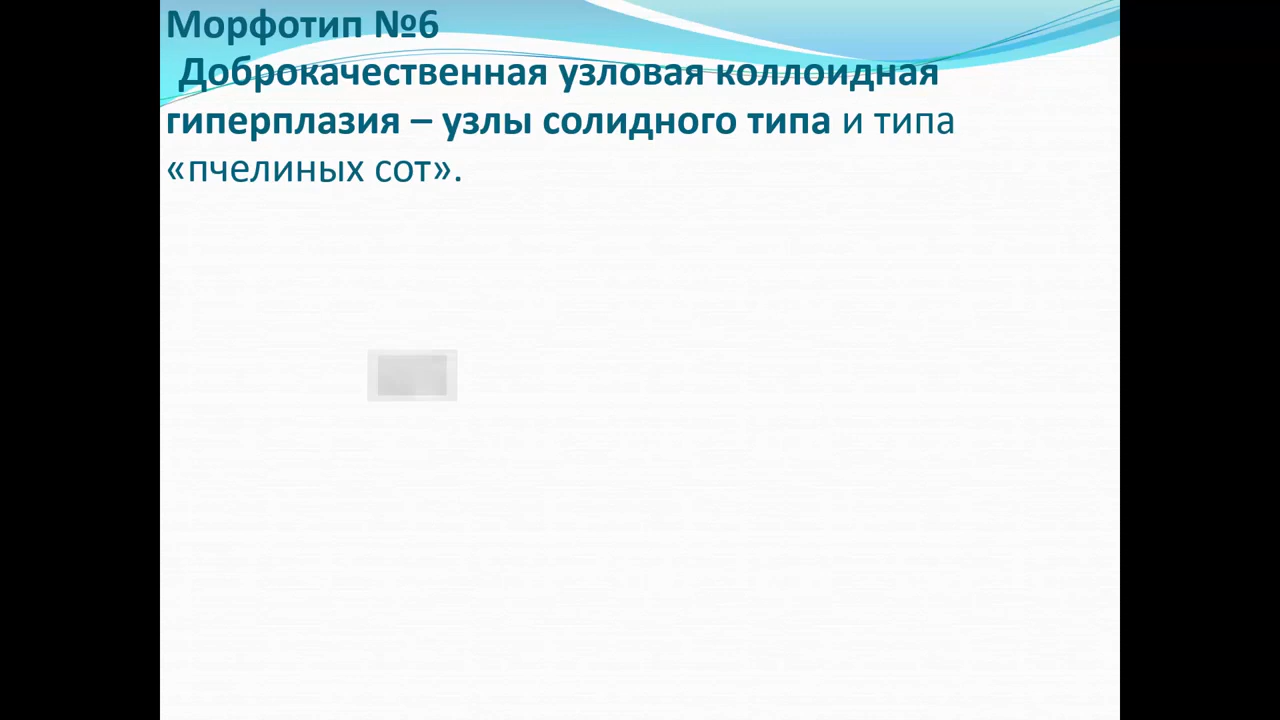 Морфотип №6
Доброкачественная узловая коллоидная
гиперплазия – узлы солидного типа и типа
«пчелиных сот».